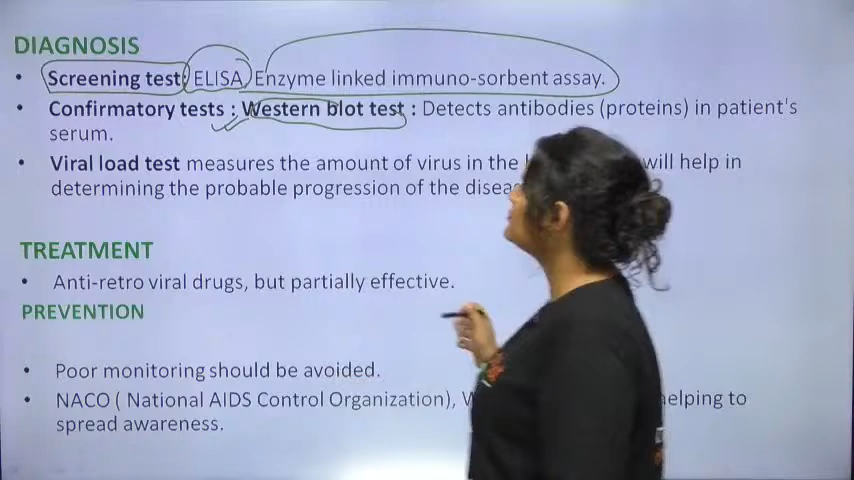 DIAGNOSIS
• Screening test: ELISA Enzyme linked immuno-sorbent assay.
• Confirmatory tests : Western blot test : Detects antibodies (proteins) in patient's
serum.
• Viral load test measures the amount of virus in the will help in
determining the probable progression of the
TREATMENT
• Anti-retro viral drugs, but partially effective.
PREVENTION
• Poor monitoring should be avoided.
• NACO ( National AIDS Control Organization), to
spread awareness.